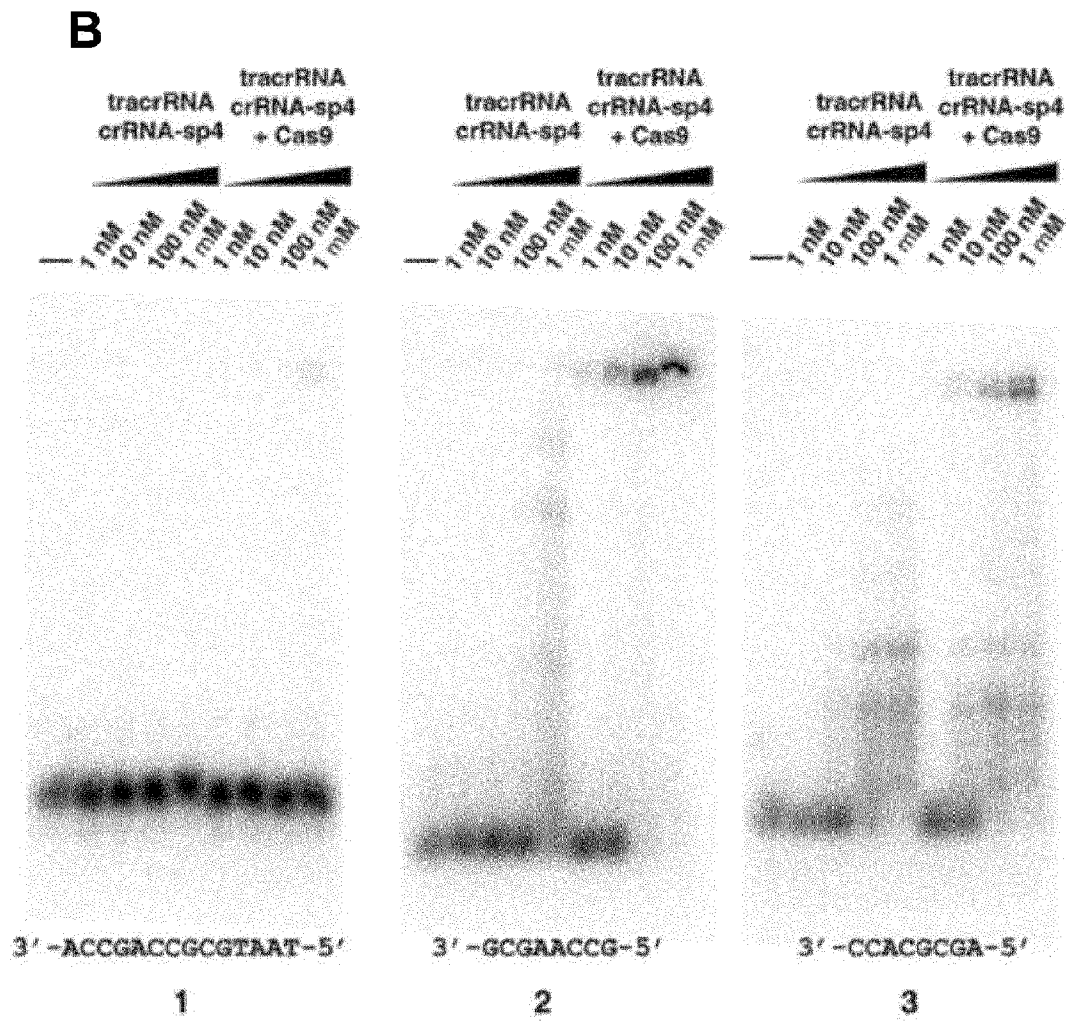 B
tracrRNA
crRNA-sp4
tracrRNA
crRNA-sp4
+ Cas9
tracrRNA
crRNA-sp4
tracrRNA
crRNA-sp4
+ Cas9
tracrRNA
crRNA-sp4
tracrRNA
crRNA-sp4
+ Cas9
— 1 nM 10 nM 100 nM 1 mM 1 nM 10 nM 100 nM 1 mM
— 1 nM 10 nM 100 nM 1 mM 1 nM 10 nM 100 nM 1 mM
— 1 nM 10 nM 100 nM 1 mM 1 nM 10 nM 100 nM 1 mM
3'-ACCGACCGCGTAAT-5'
3'-GCGAACCG-5'
3'-CCACGCGA-5'
1
2
3